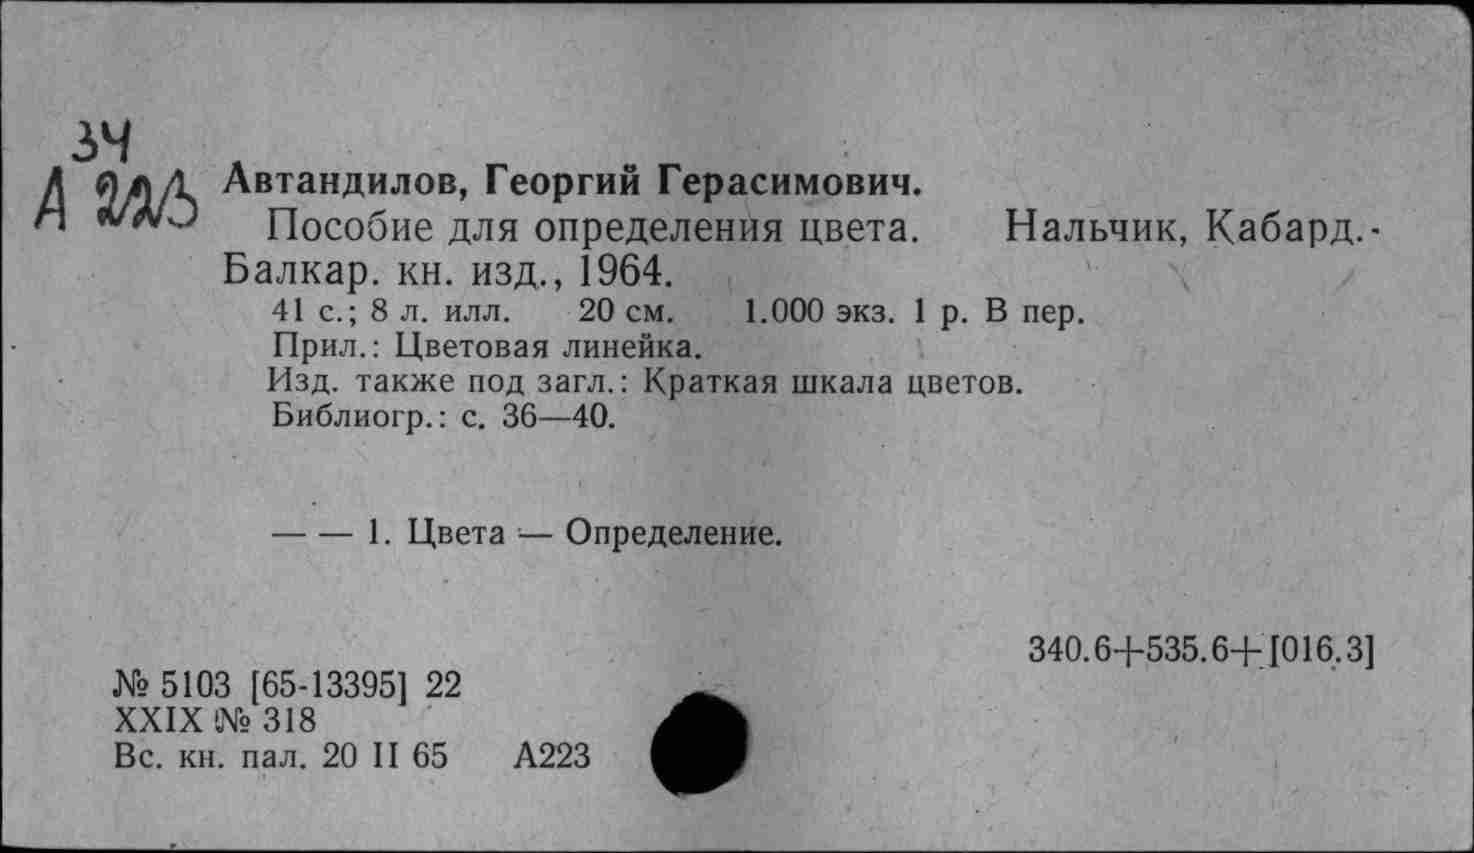 34
А 225
Автандилов, Георгий Герасимович.
Пособие для определения цвета. Нальчик, Кабард.-
Балкар. кн. изд., 1964.
41 с.; 8 л. илл. 20 см. 1.000 экз. 1 р. В пер.
Прил.: Цветовая линейка.
Изд. также под загл.: Краткая шкала цветов.
Библиогр.: с. 36—40.
— — 1. Цвета — Определение.
340.6+535.6+[016.3]
№ 5103 [65-13395] 22
XXIX № 318
Вс. кн. пал. 20 II 65 А223